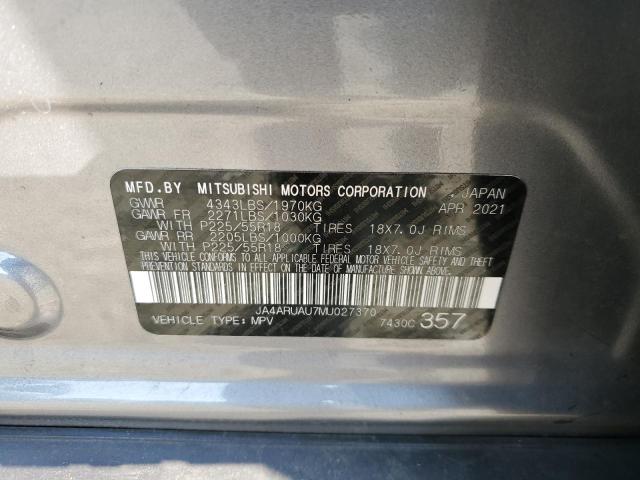 MFD.BY MITSUBISHI MOTORS CORPORATION , JAPAN
GVWR 4343LBS/1970KG APR 2021
GAWR FR 2271LBS/1030KG
WITH P225/55R18 TIRES 18X7.0J RIMS
GAWR RR 2205LBS/1000KG
WITH P225/55R18 TIRES 18X7.0J RIMS
THIS VEHICLE CONFORMS TO ALL APPLICABLE FEDERAL MOTOR VEHICLE SAFETY AND THEFT
PREVENTION STANDARDS IN EFFECT ON THE DATE OF MANUFACTURE SHOWN ABOVE.
JA4ARUAU7MU027370
VEHICLE TYPE: MPV 7430C 357